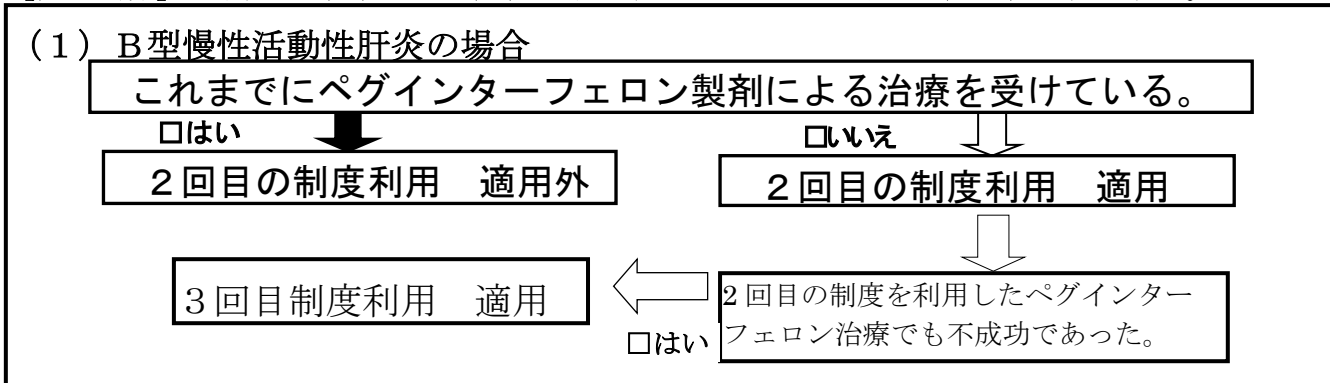 （１）Ｂ型慢性活動性肝炎の場合
これまでにペグインターフェロン製剤による治療を受けている。
□はい
□いいえ
２回目の制度利用　適用外
２回目の制度利用　適用
３回目制度利用　適用
2 回目の制度を利用したペグインター
フェロン治療でも不成功であった。
□はい